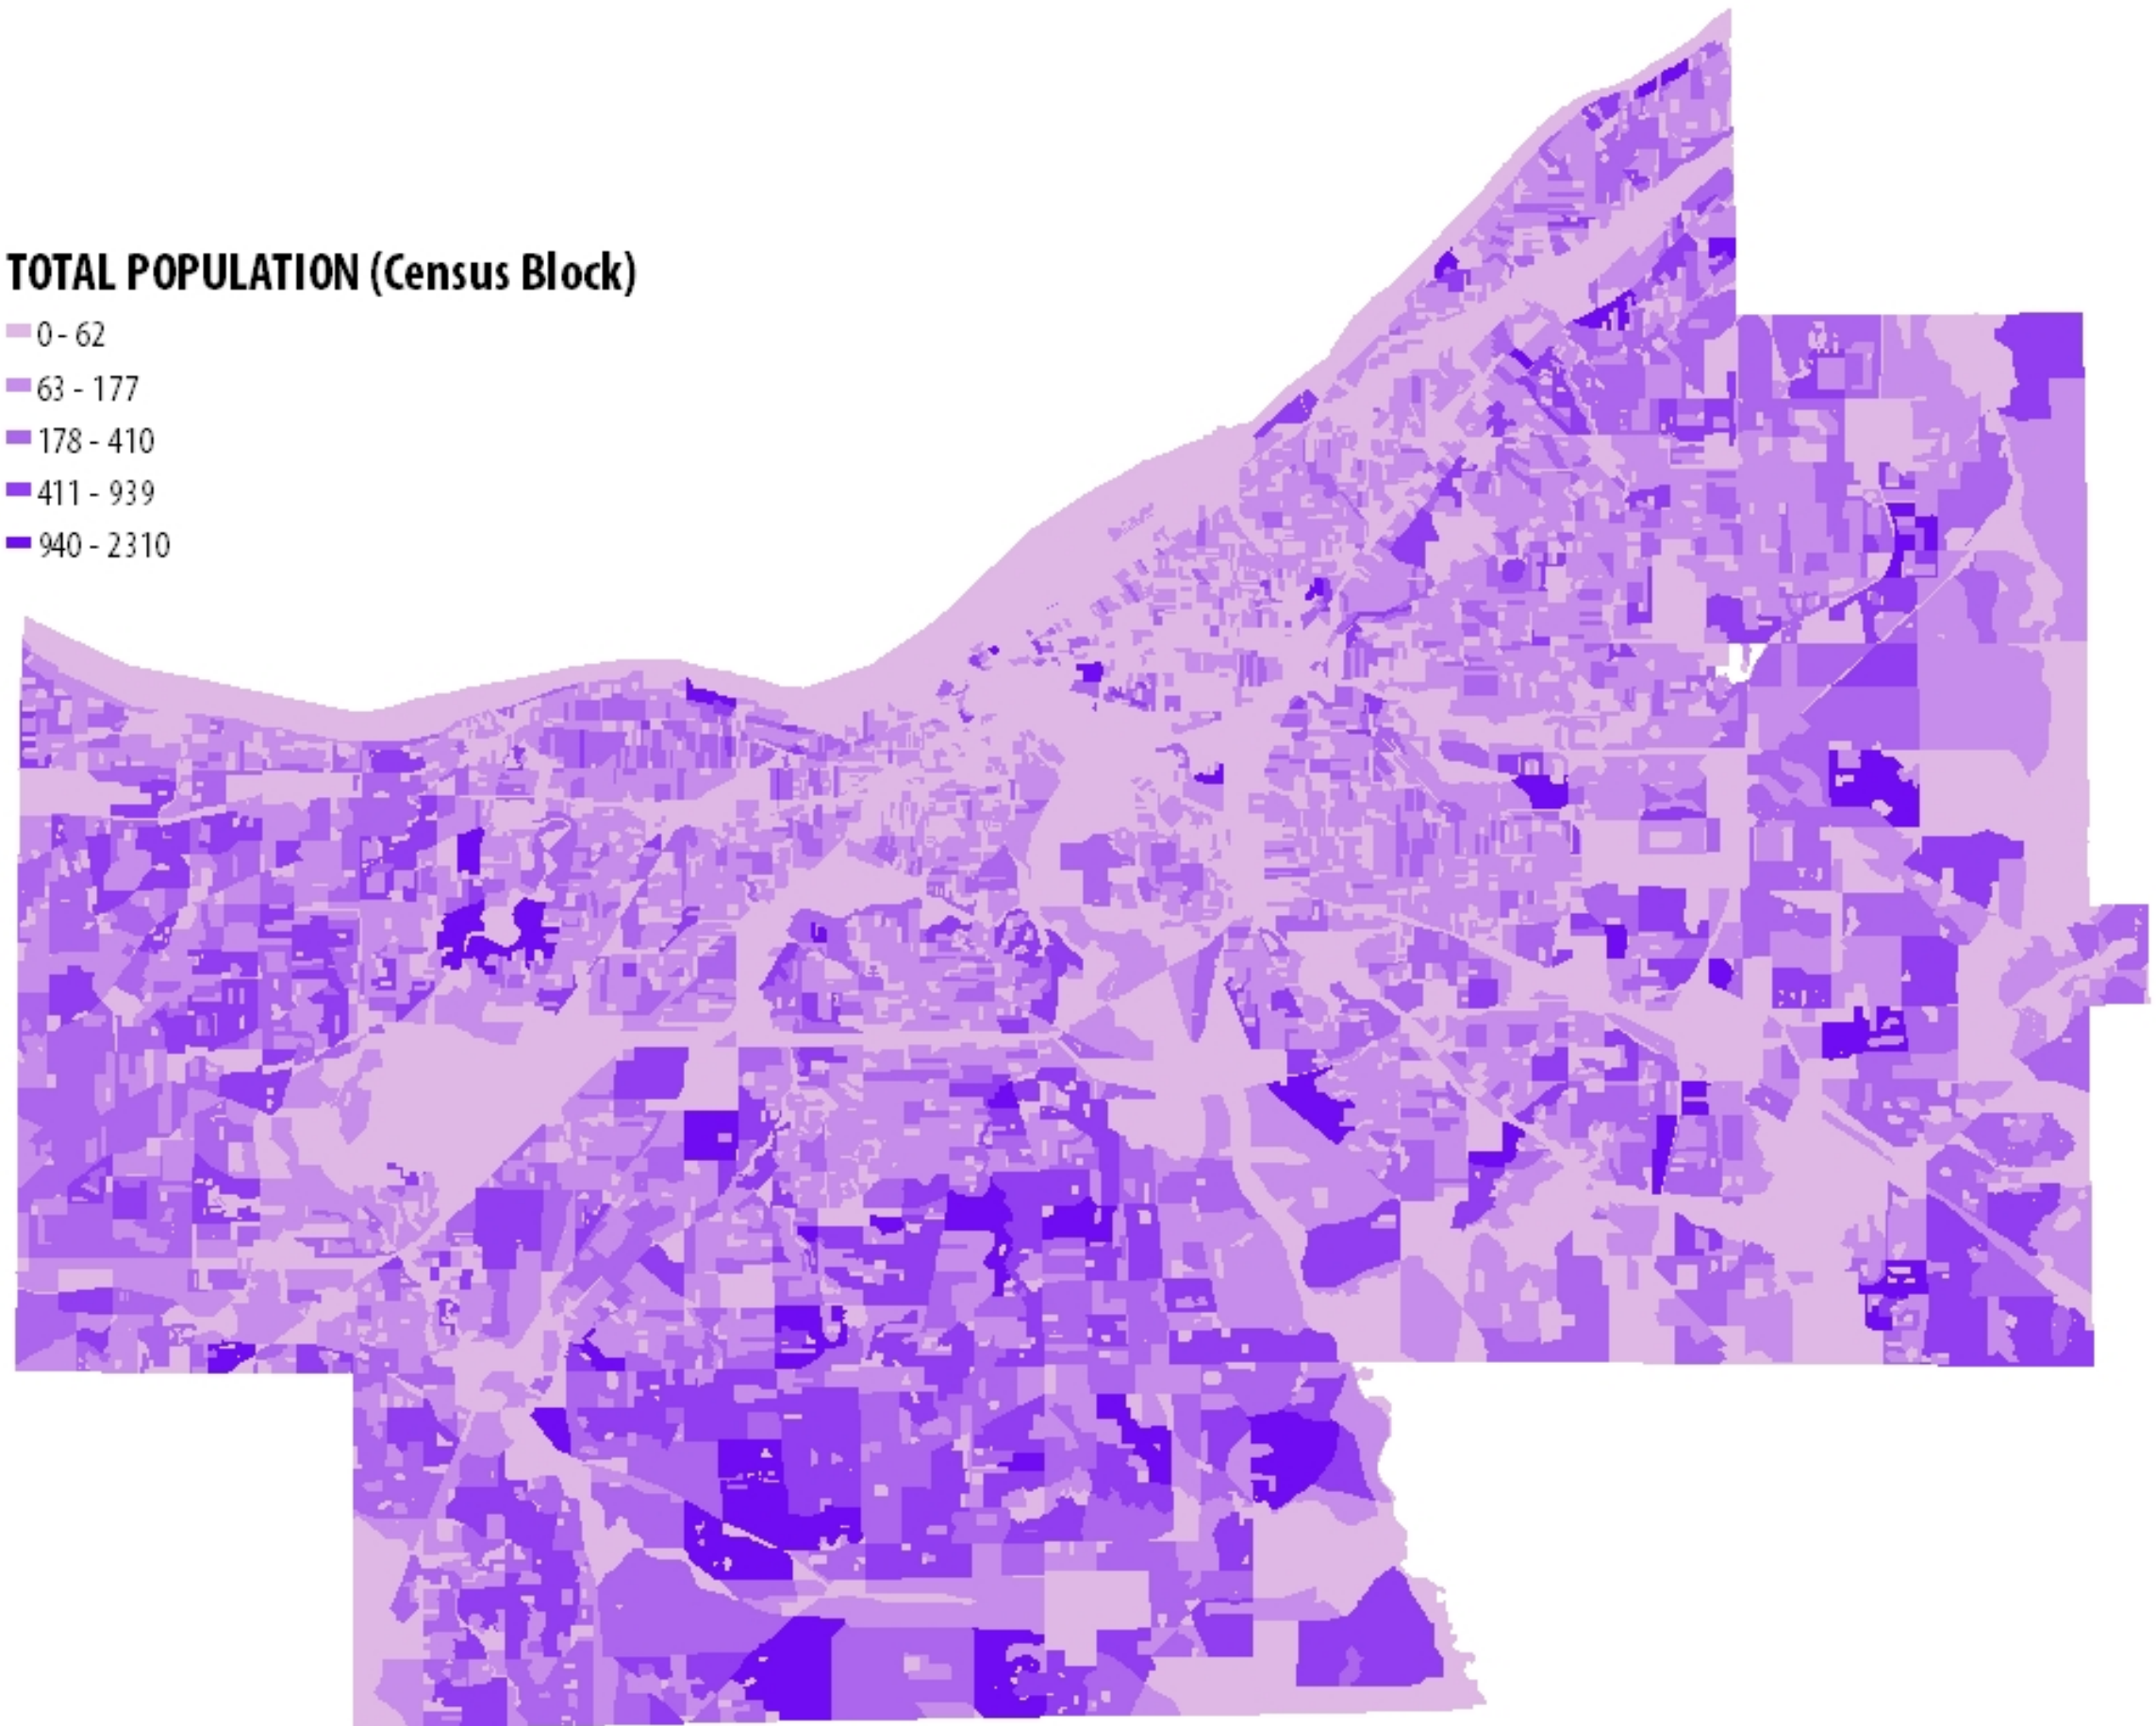 TOTAL POPULATION (Census Block)
0 - 62
63 - 177
178 - 410
411 - 939
940 - 2310